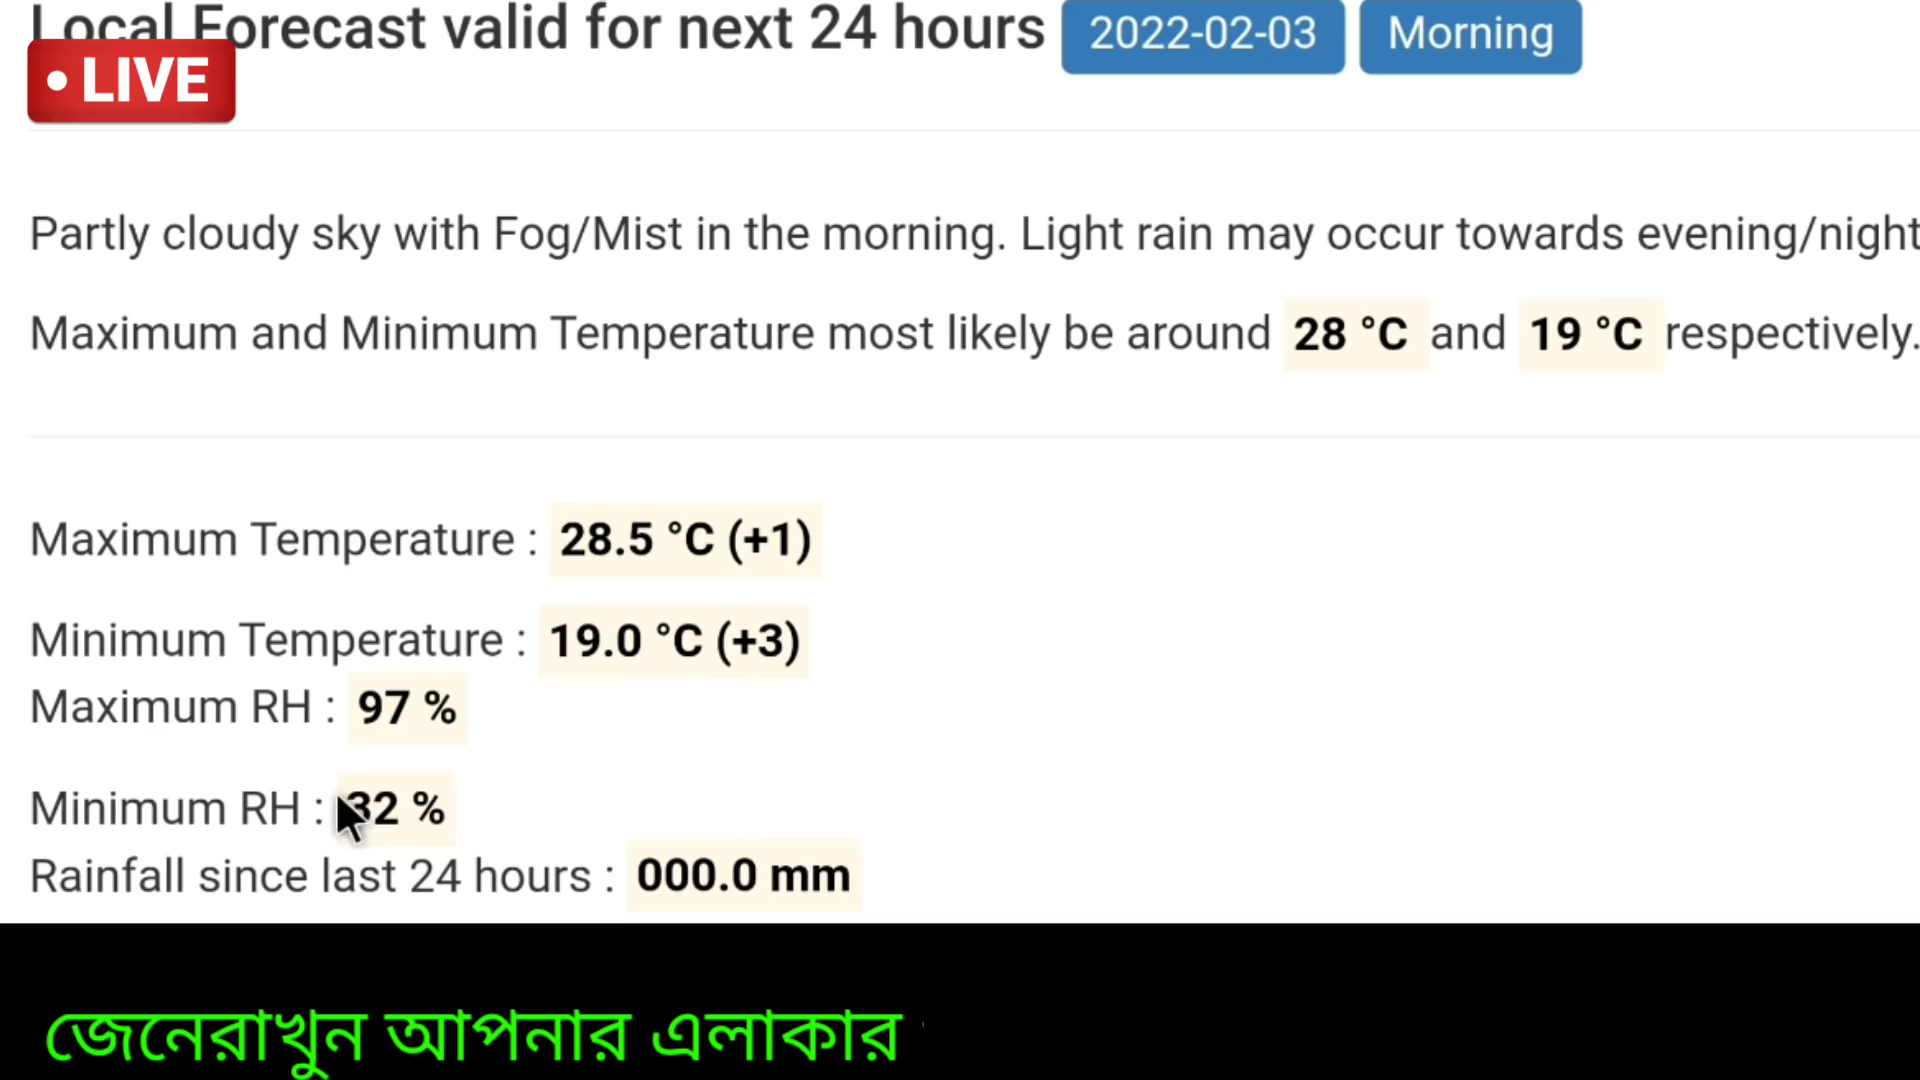 Local Forecast valid for next 24 hours 2022-02-03 Morning
• LIVE
Partly cloudy sky with Fog/Mist in the morning. Light rain may occur towards evening/night
Maximum and Minimum Temperature most likely be around 28 °C and 19 °C respectively.
Maximum Temperature : 28.5 °C (+1)
Minimum Temperature : 19.0 °C (+3)
Maximum RH : 97 %
Minimum RH : 32 %
Rainfall since last 24 hours : 000.0 mm
জেনেরাখুন আপনার এলাকার